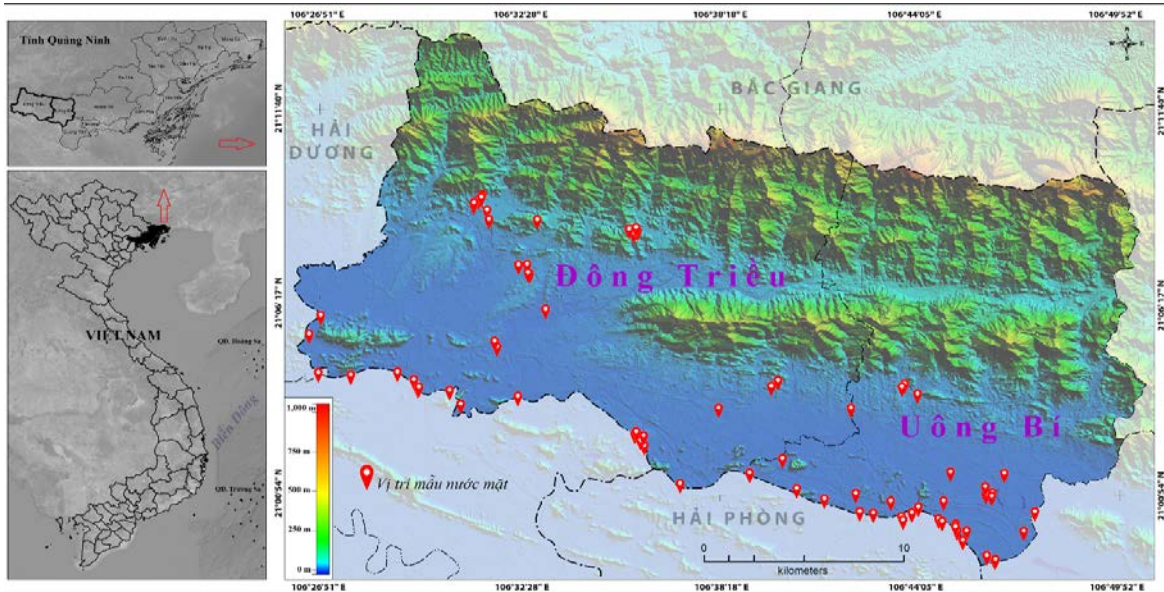 Tỉnh Quảng Ninh
VIỆT NAM
QĐ. Hoàng Sa
Biển Đông
QĐ. Trường Sa
106°26'51" E
106°32'28" E
106°38'18" E
106°44'05" E
106°49'52" E
21°11'40" N
21°06'17" N
21°00'54" N
BẮC GIANG
HẢI
DƯƠNG
Đông Triều
Uông Bí
HẢI PHÒNG
1,000 m
750 m
500 m
250 m
0 m
Vị trí mẫu nước mặt
0
10
kilometers
21°11'40" N
21°06'17" N
21°00'54" N
106°26'51" E
106°32'28" E
106°38'18" E
106°44'05" E
106°49'52" E